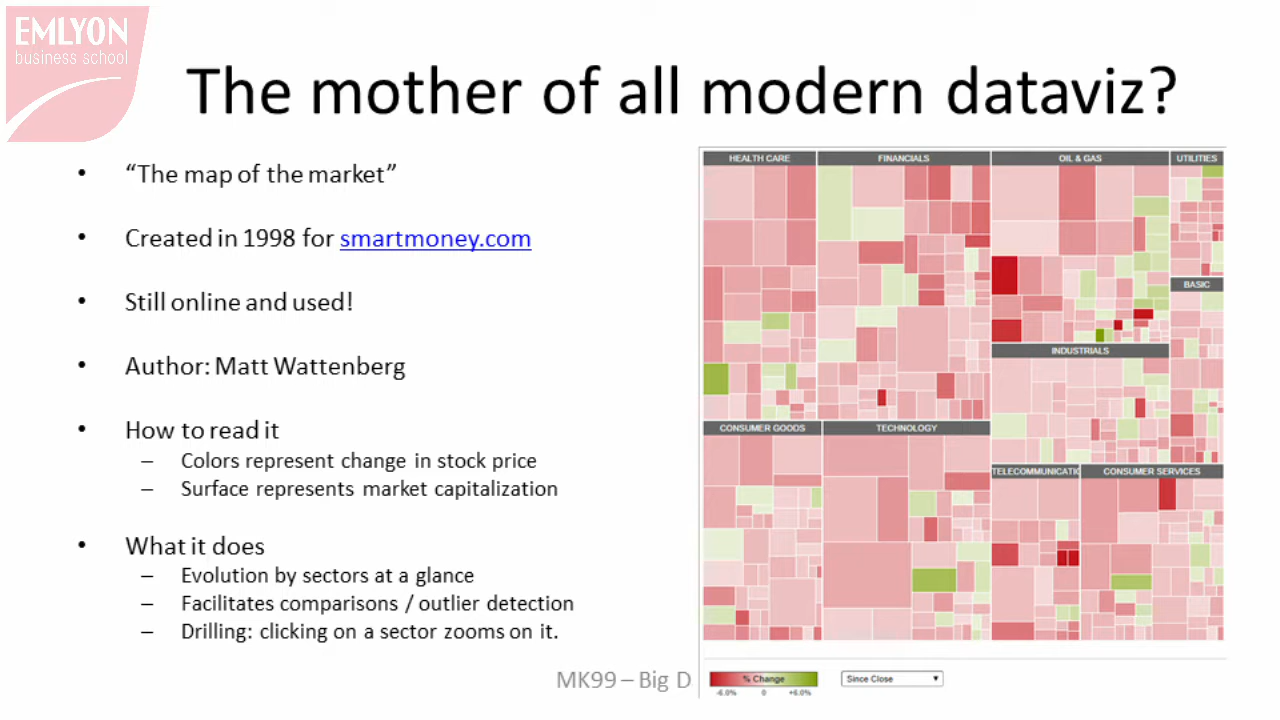 EMLYON
business school
The mother of all modern dataviz?
• “The map of the market”
• Created in 1998 for smartmoney.com
• Still online and used!
• Author: Matt Wattenberg
• How to read it
– Colors represent change in stock price
– Surface represents market capitalization
• What it does
– Evolution by sectors at a glance
– Facilitates comparisons / outlier detection
– Drilling: clicking on a sector zooms on it.
HEALTH CARE
FINANCIALS
OIL & GAS
UTILITIES
BASIC
INDUSTRIALS
CONSUMER GOODS
TECHNOLOGY
TELECOMMUNICATIO
CONSUMER SERVICES
MK99 – Big D
% Change
-6.0% 0 +6.0%
Since Close